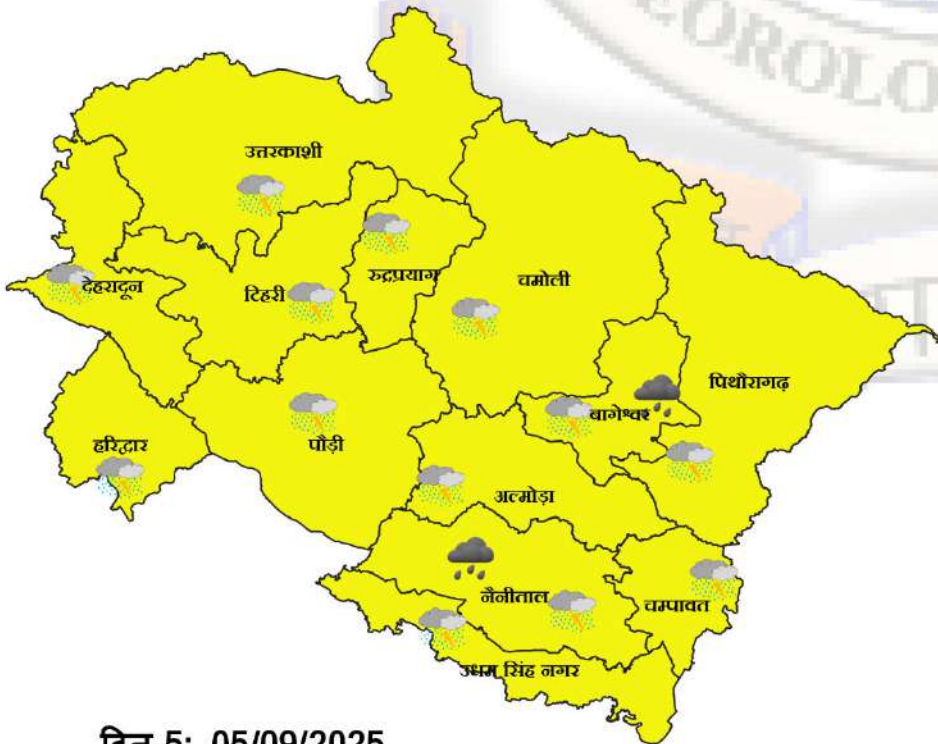 OROLO
उत्तरकाशी
रुद्रप्रयाग
देहरादून
टिहरी
चमोली
पिथौरागढ़
बागेश्वर
हरिद्वार
पौड़ी
अल्मोड़ा
नैनीताल
चम्पावत
उधम सिंह नगर
दिन 5: 05/09/2025